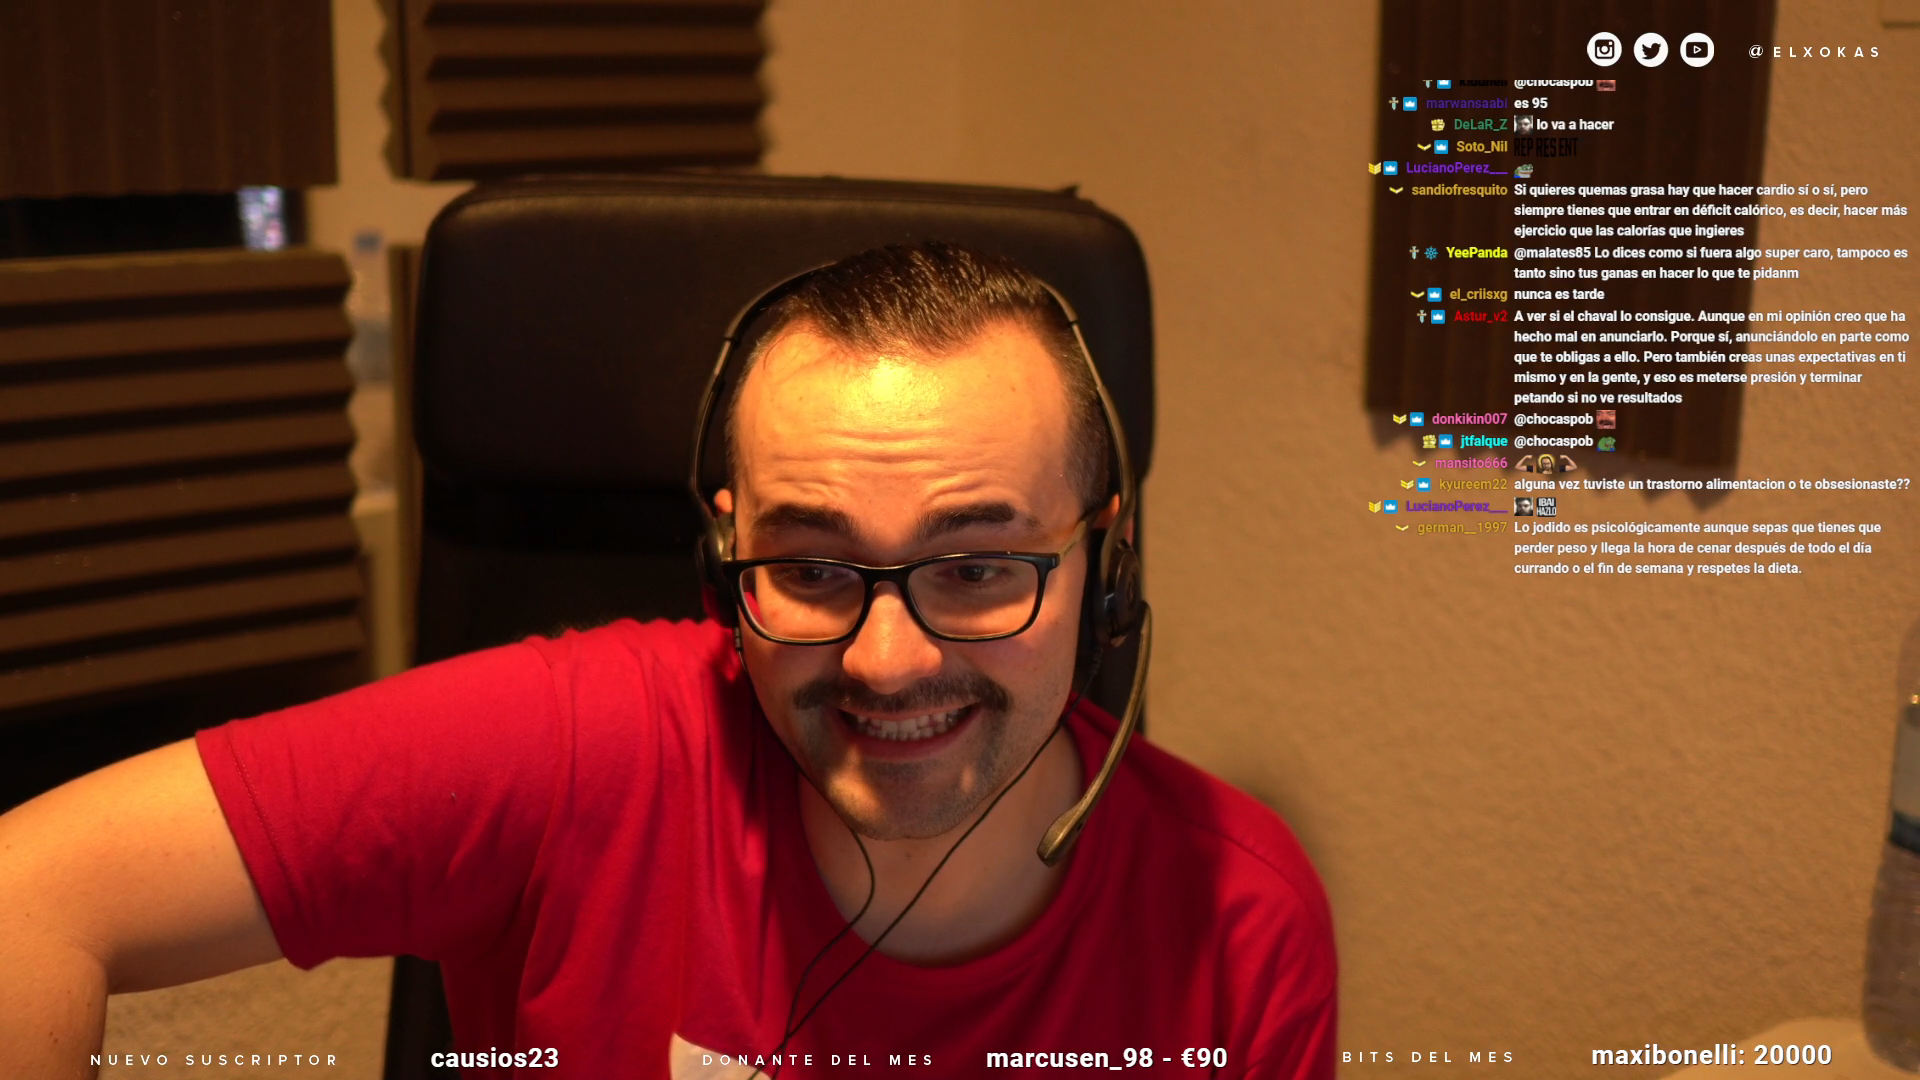 @ELXOKAS
@chocaspob
marwansaabi es 95
DeLaR_Z lo va a hacer
Soto_Nil REPRESENT
LucianoPerez___
sandiofresquito Si quieres quemas grasa hay que hacer cardio sí o sí, pero
siempre tienes que entrar en déficit calórico, es decir, hacer más
ejercicio que las calorías que ingieres
YeePanda @malates85 Lo dices como si fuera algo super caro, tampoco es
tanto sino tus ganas en hacer lo que te pidanm
el_criisxg nunca es tarde
Astur_v2 A ver si el chaval lo consigue. Aunque en mi opinión creo que ha
hecho mal en anunciarlo. Porque sí, anunciándolo en parte como
que te obligas a ello. Pero también creas unas expectativas en ti
mismo y en la gente, y eso es meterse presión y terminar
petando si no ve resultados
donkikin007 @chocaspob
jtfalque @chocaspob
mansito666
kyureem22 alguna vez tuviste un trastorno alimentacion o te obsesionaste??
LucianoPerez___ IBAI HAZLO
german__1997 Lo jodido es psicológicamente aunque sepas que tienes que
perder peso y llega la hora de cenar después de todo el día
currando o el fin de semana y respetes la dieta.
NUEVO SUSCRIPTOR causios23 DONANTE DEL MES marcusen_98 - €90 BITS DEL MES maxibonelli: 20000